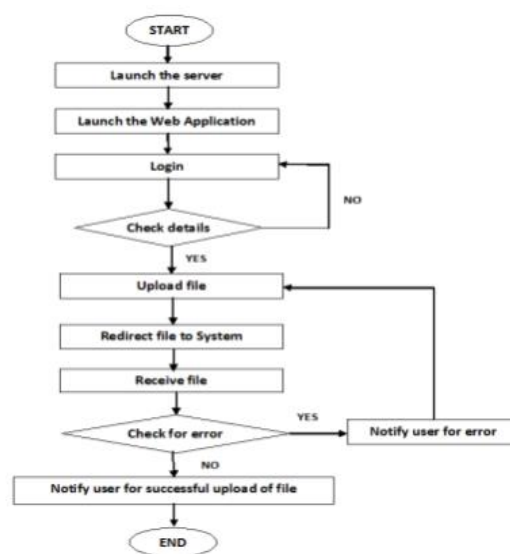 START
Launch the server
Launch the Web Application
Login
NO
Check details
YES
Upload file
Redirect file to System
Receive file
YES
Check for error
Notify user for error
NO
Notify user for successful upload of file
END